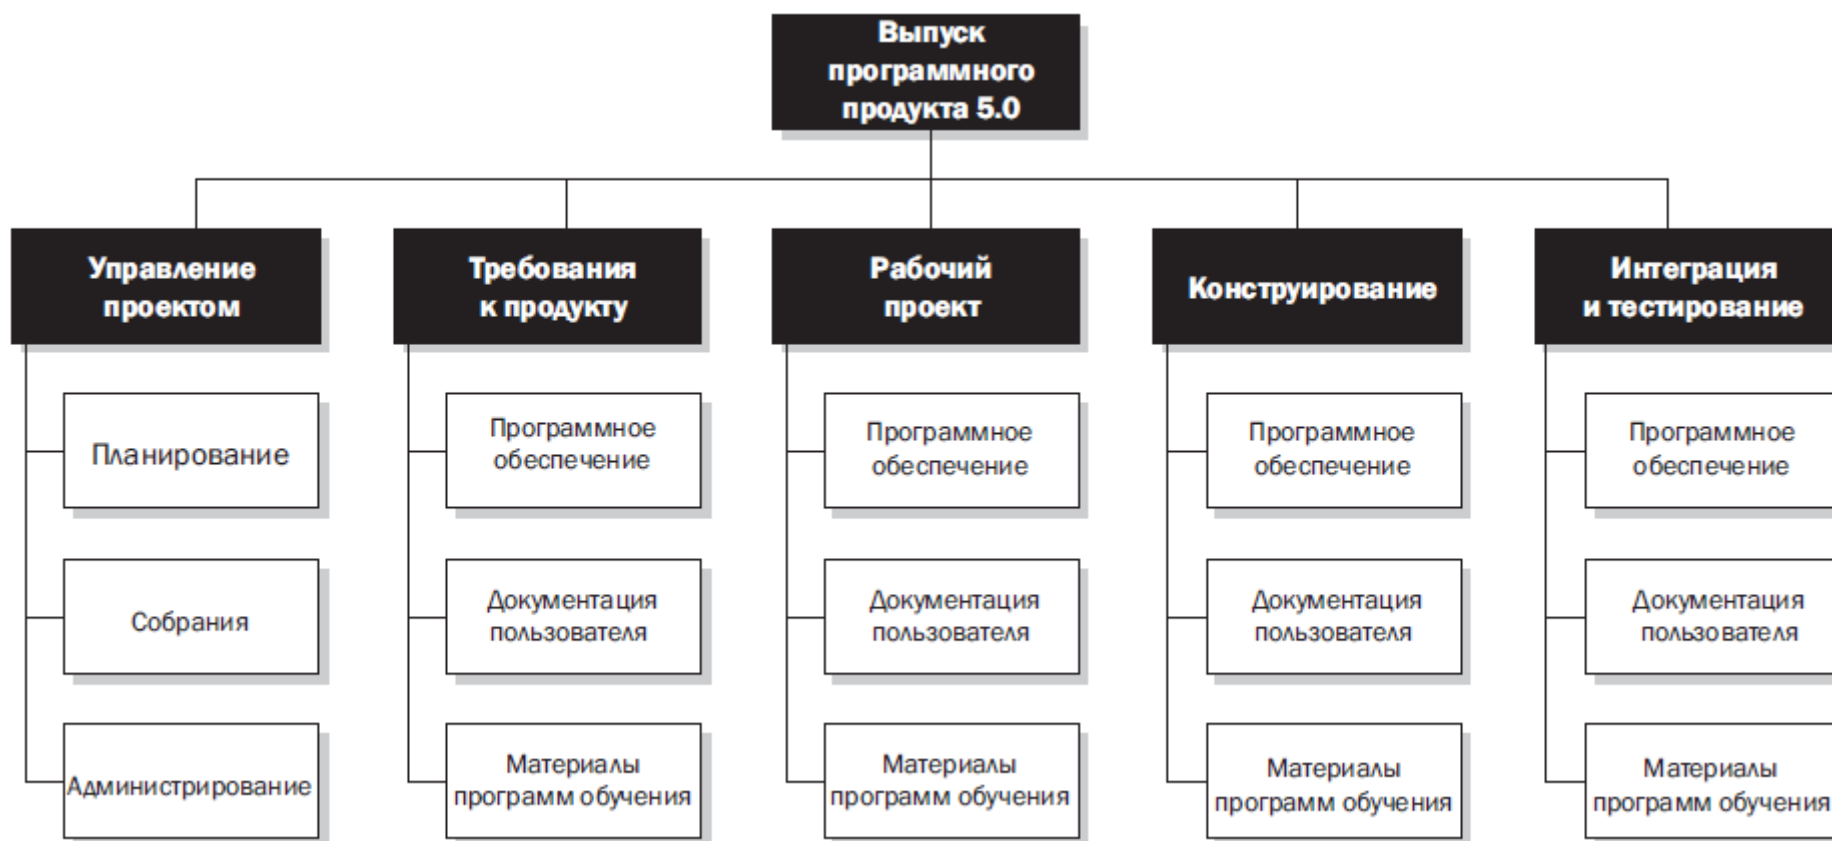 Выпуск
программного
продукта 5.0
Управление
проектом
Требования
к продукту
Рабочий
проект
Конструирование
Интеграция
и тестирование
Планирование
Программное
обеспечение
Программное
обеспечение
Программное
обеспечение
Программное
обеспечение
Собрания
Документация
пользователя
Документация
пользователя
Документация
пользователя
Документация
пользователя
Администрирование
Материалы
программ обучения
Материалы
программ обучения
Материалы
программ обучения
Материалы
программ обучения